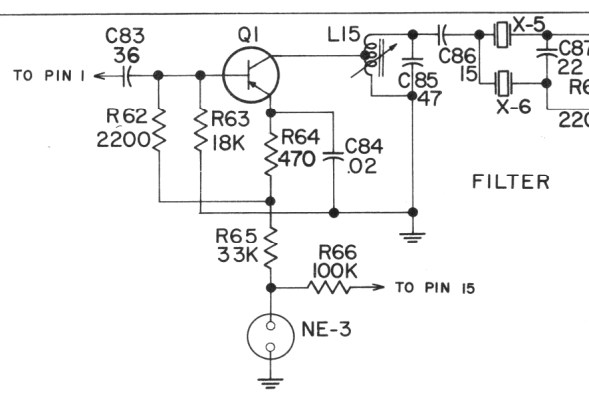 C83
36
Q1
L15
X-5
TO PIN 1
C86
15
C85
47
C87
22
X-6
R6
220
R62
2200
R63
18K
R64
470
C84
.02
FILTER
R65
33K
R66
100K
TO PIN 15
NE-3